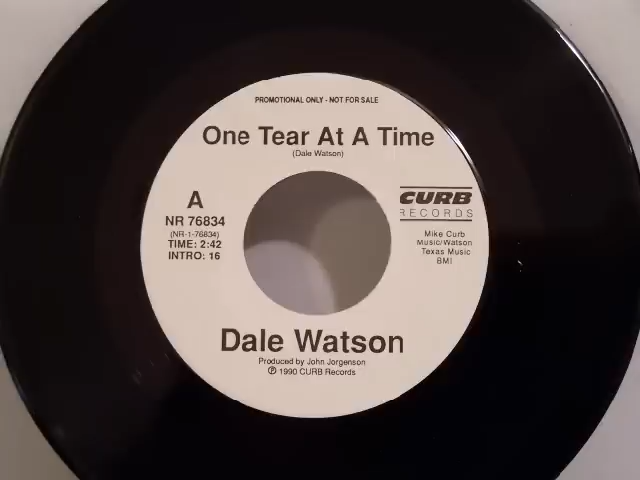 PROMOTIONAL ONLY - NOT FOR SALE
One Tear At A Time
(Dale Watson)
A
NR 76834
(NR-1-76834)
TIME: 2:42
INTRO: 16
CURB
RECORDS
Mike Curb
Music/Watson
Texas Music
BMI
Dale Watson
Produced by John Jorgenson
℗ 1990 CURB Records